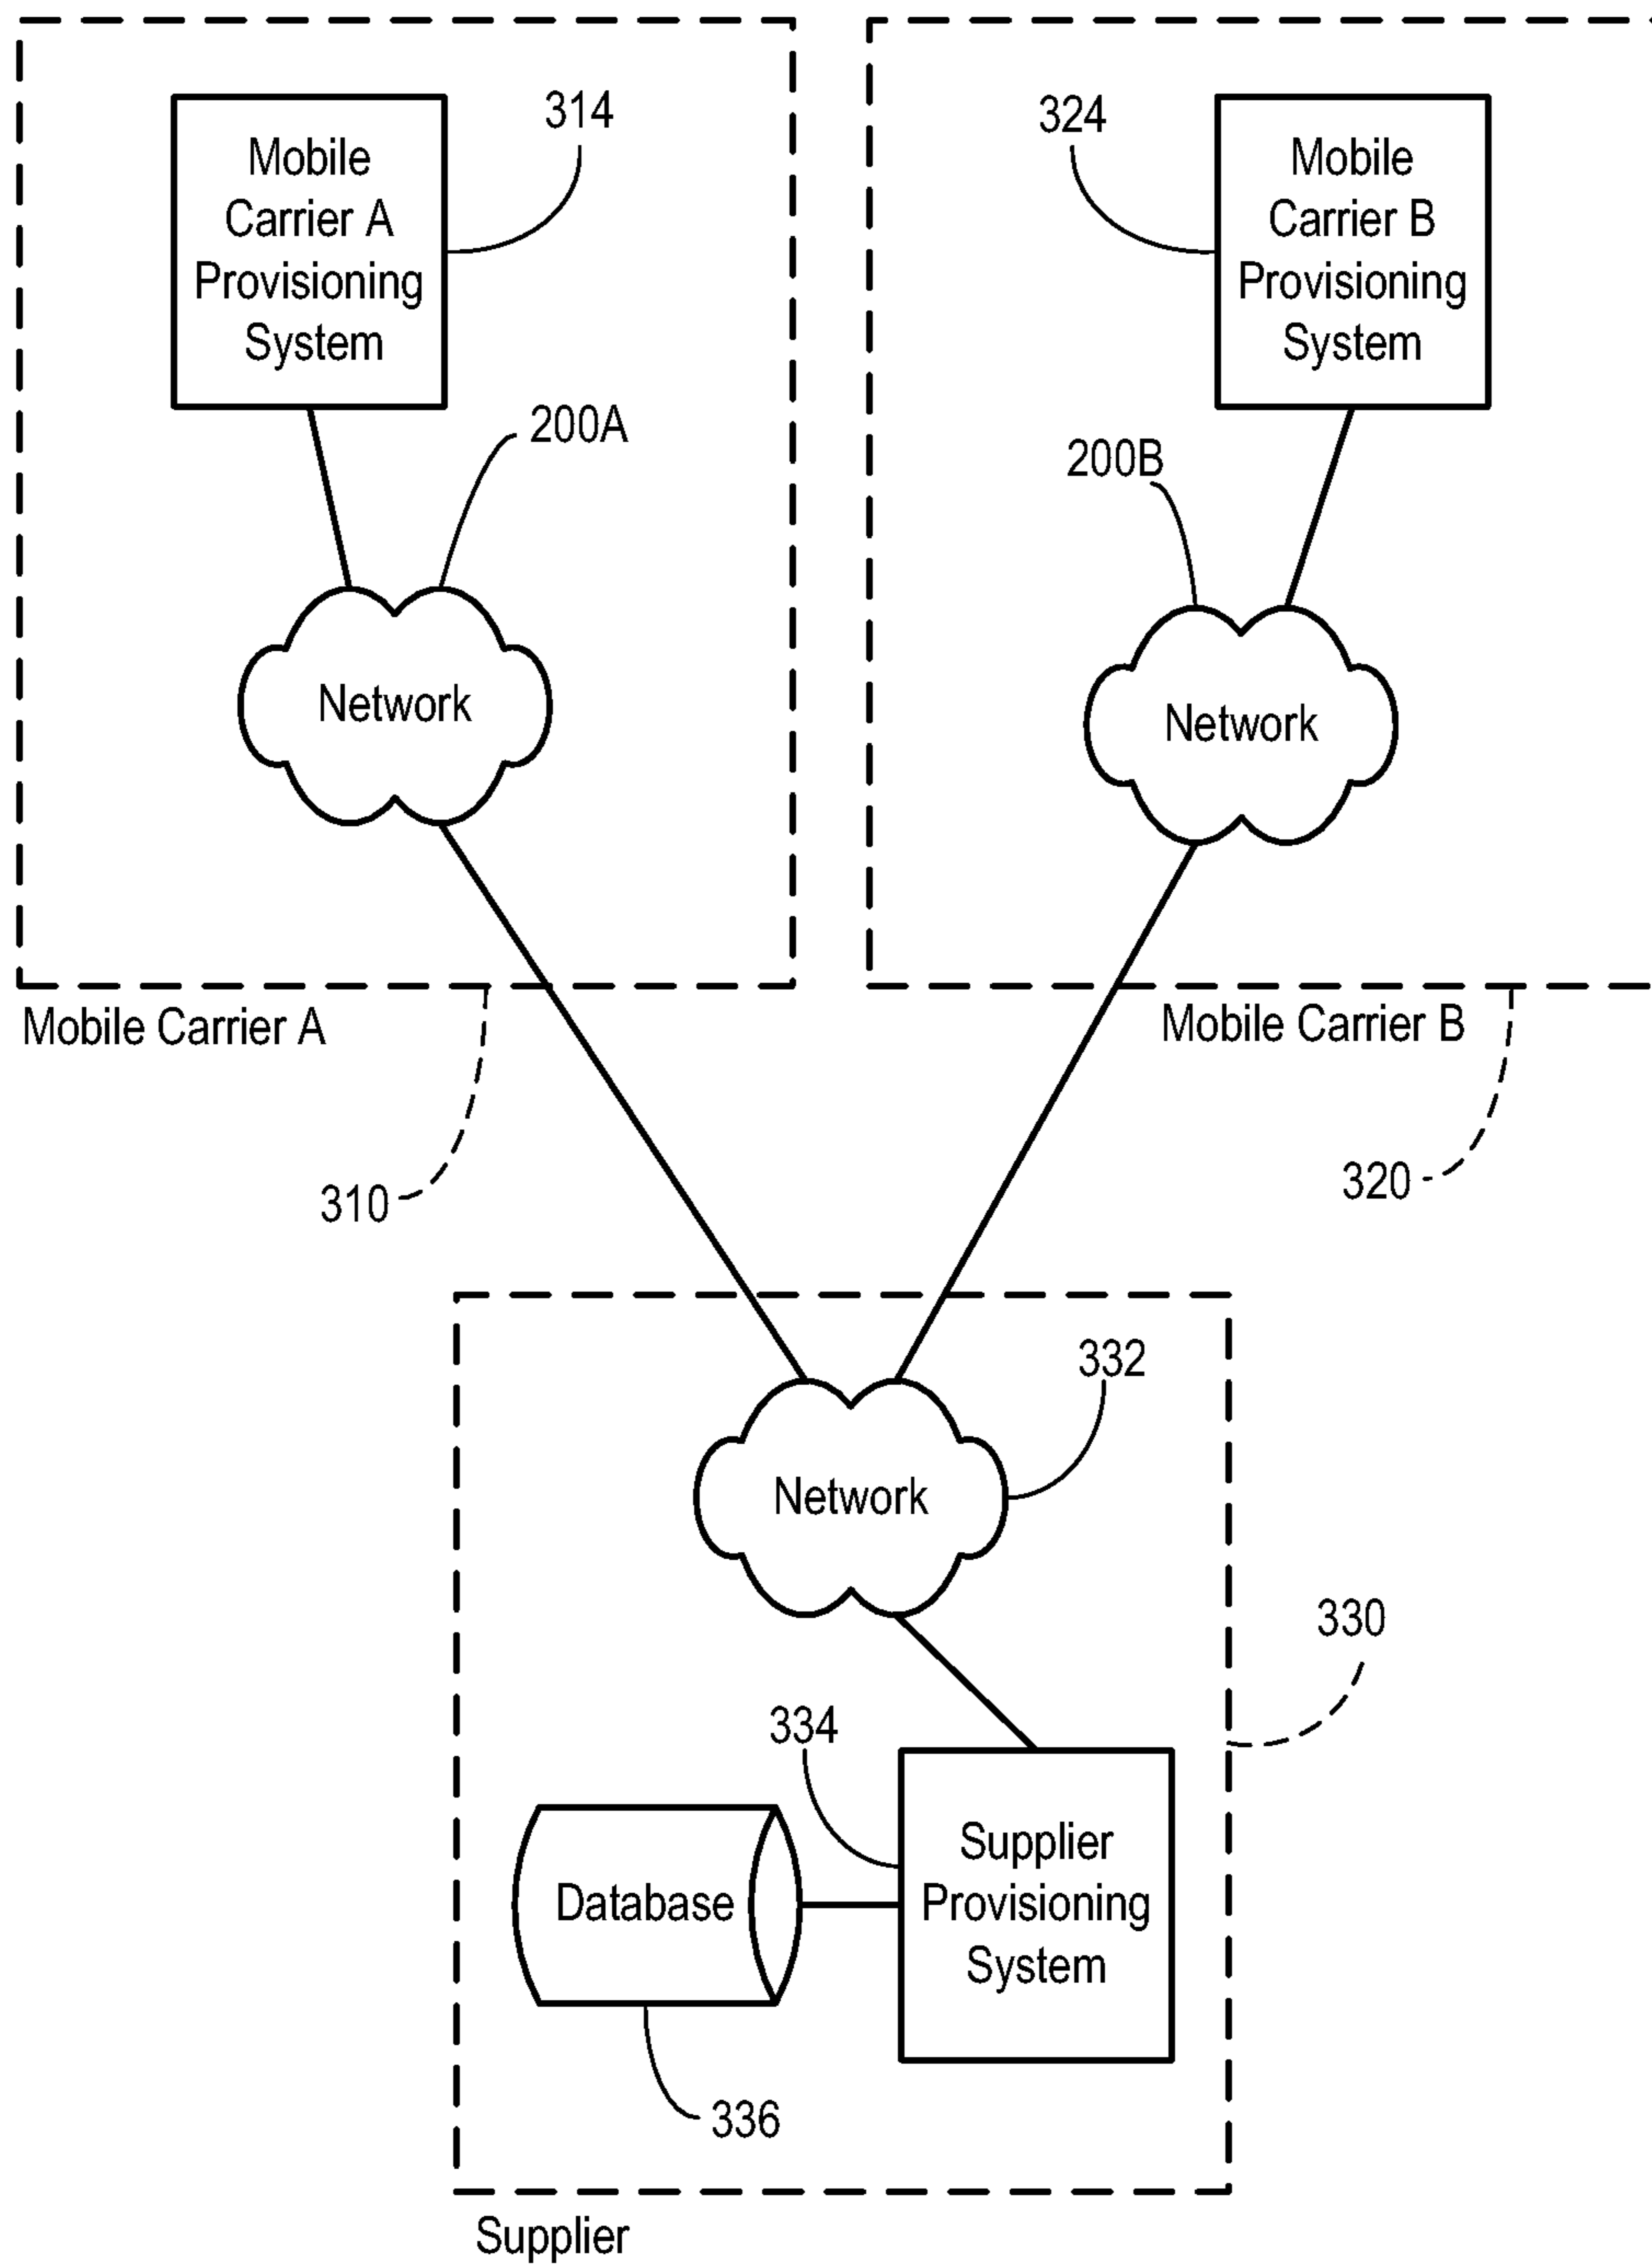 Mobile
Carrier A
Provisioning
System
314
200A
Network
Mobile Carrier A
310
324
Mobile
Carrier B
Provisioning
System
200B
Network
Mobile Carrier B
320
332
Network
330
334
Supplier
Provisioning
System
Database
336
Supplier